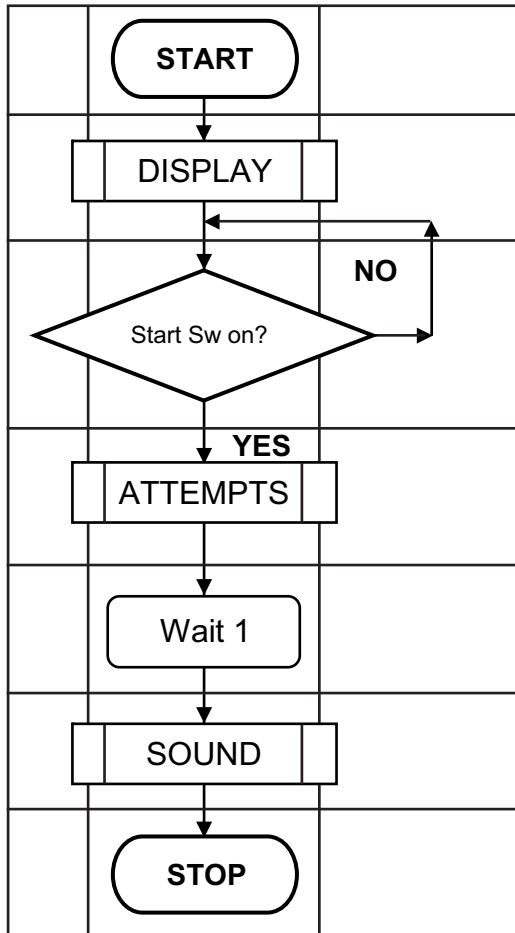 START
DISPLAY
NO
Start Sw on?
YES
ATTEMPTS
Wait 1
SOUND
STOP